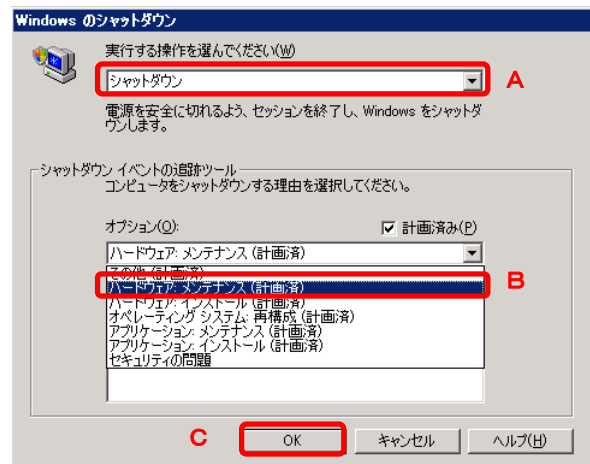 Windows のシャットダウン
実行する操作を選んでください(W)
シャットダウン
A
電源を安全に切れるよう、セッションを終了し、Windows をシャットダ
ウンします。
シャットダウン イベントの追跡ツール
コンピュータをシャットダウンする理由を選択してください。
オプション(O):
計画済み(P)
ハードウェア: メンテナンス (計画済)
その他 (計画済)
ハードウェア: メンテナンス (計画済)
B
ハードウェア: インストール (計画済)
オペレーティング システム: 再構成 (計画済)
アプリケーション: メンテナンス (計画済)
アプリケーション: インストール (計画済)
セキュリティの問題
C
OK
キャンセル
ヘルプ(H)